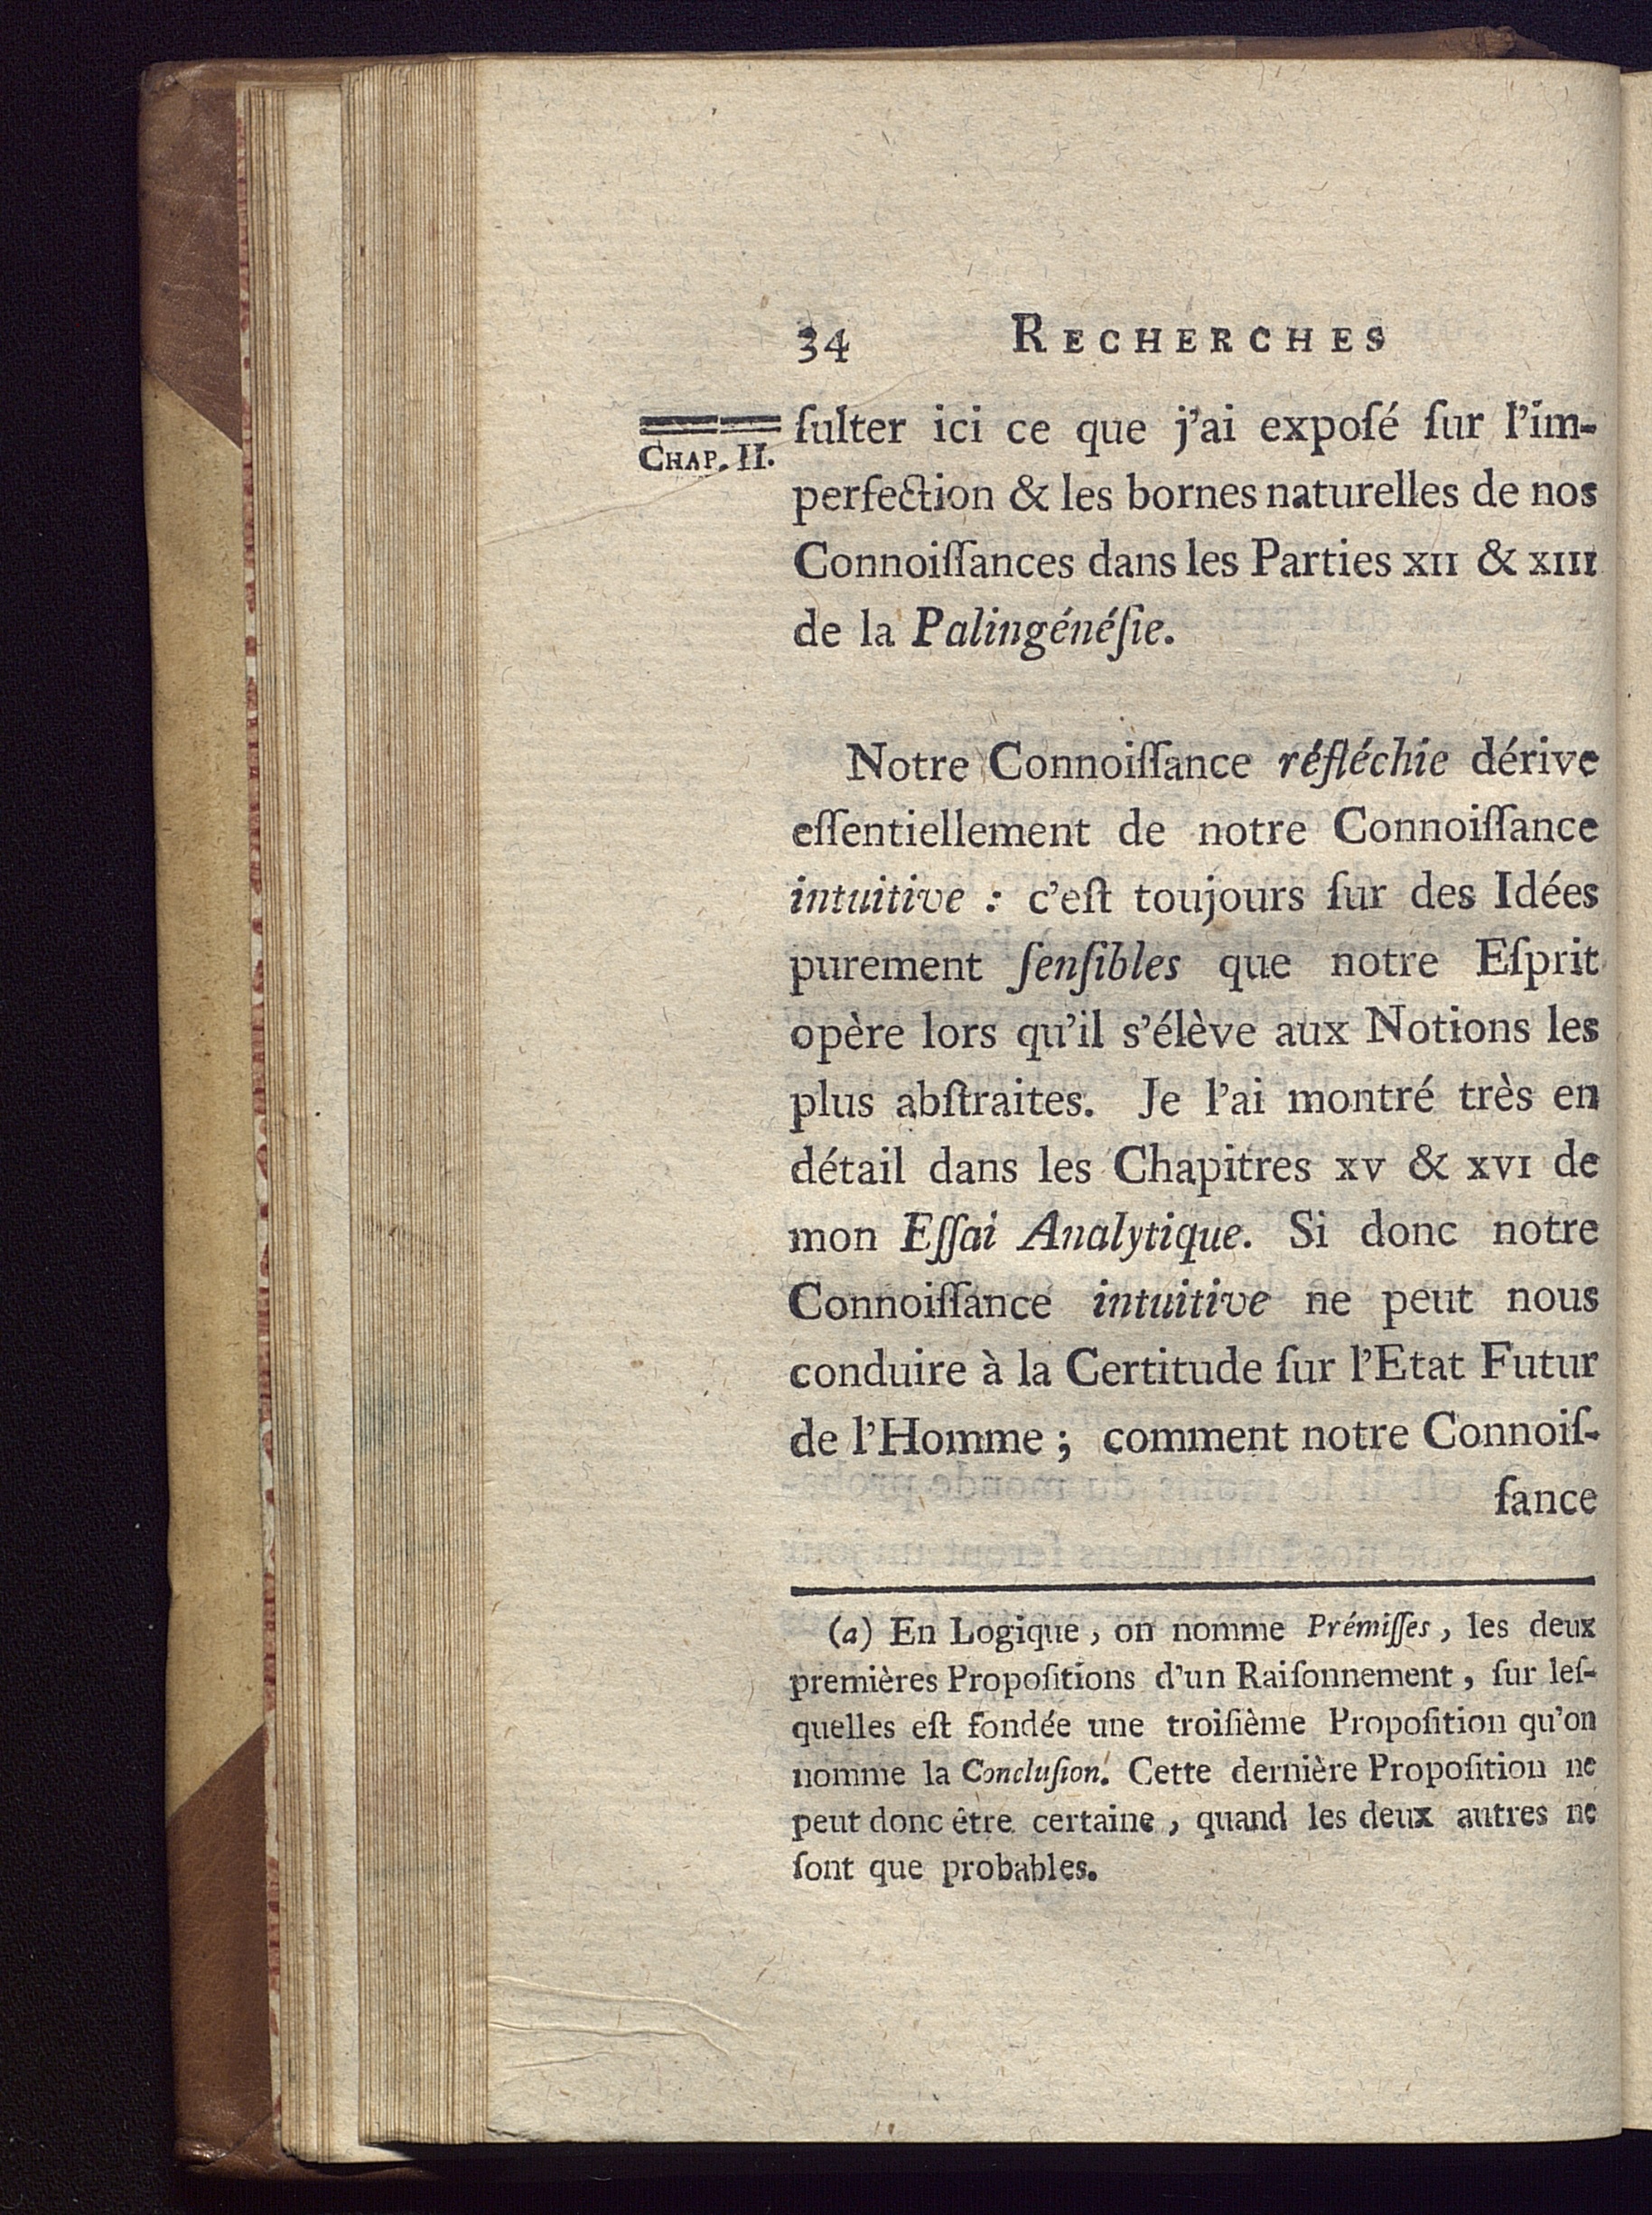 34 RECHERCHES
CHAP. II.
ſulter ici ce que j'ai expoſé ſur l'im-
perfection & les bornes naturelles de nos
Connoiſſances dans les Parties XII & XIII
de la Palingénéſie.
Notre Connoiſſance réfléchie dérive
eſſentiellement de notre Connoiſſance
intuitive : c'eſt toujours ſur des Idées
purement ſenſibles que notre Eſprit
opère lors qu'il s'élève aux Notions les
plus abſtraites. Je l'ai montré très en
détail dans les Chapitres XV & XVI de
mon Eſſai Analytique. Si donc notre
Connoiſſance intuitive ne peut nous
conduire à la Certitude ſur l'Etat Futur
de l'Homme ; comment notre Connoiſ-
ſance
(a) En Logique, on nomme Prémiſſes, les deux
premières Propoſitions d'un Raiſonnement, ſur leſ-
quelles eſt fondée une troiſième Propoſition qu'on
nomme la Concluſion. Cette dernière Propoſition ne
peut donc être certaine, quand les deux autres ne
ſont que probables.